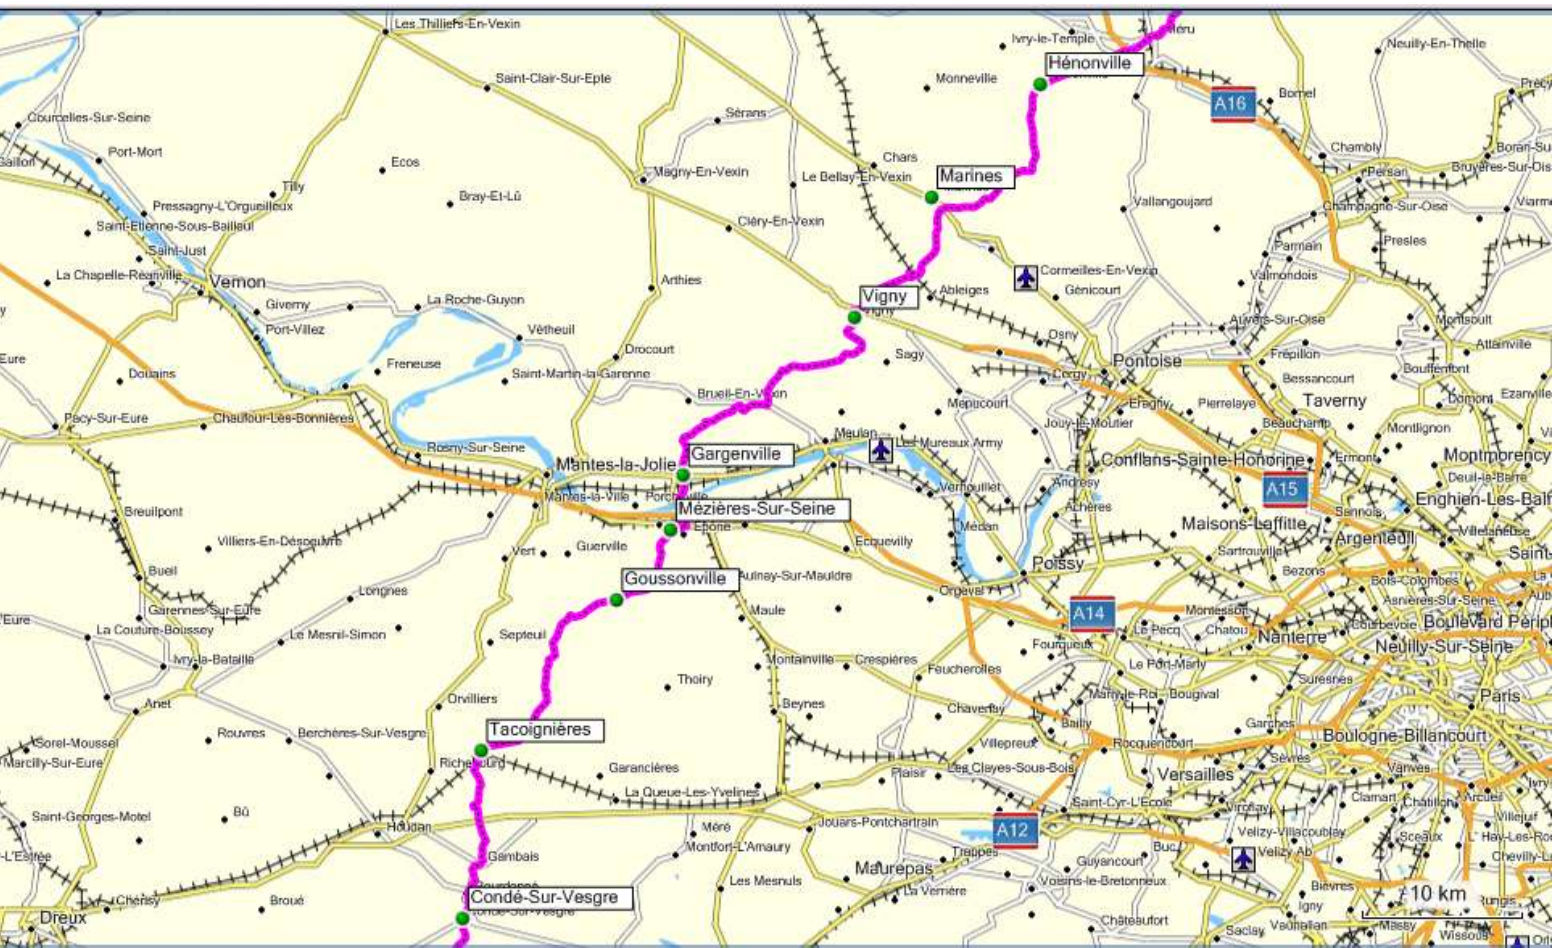 Les Thilliers-En-Vexin
Ivry-le-Temple
Méru
Neuilly-En-Thelle
Hénonville
Saint-Clair-Sur-Epte
Monneville
A16
Bornel
Courcelles-Sur-Seine
Sérans
Chambly
Port-Mort
Ecos
Chars
Persan
Magny-En-Vexin
Le Bellay-En-Vexin
Marines
Tilly
Bray-Et-Lû
Vallangoujard
Champagne-Sur-Oise
Pressagny-L'Orgueilleux
Cléry-En-Vexin
Saint-Etienne-Sous-Bailleul
Saint-Just
Parmain
Presles
La Chapelle-Réanville
Vernon
Arthies
Cormeilles-En-Vexin
Valmondois
Génicourt
Ableiges
Vigny
Giverny
La Roche-Guyon
Port-Villez
Vétheuil
Osny
Auvers-Sur-Oise
Montsoult
Drocourt
Sagy
Pontoise
Frépillon
Attainville
Freneuse
Douains
Saint-Martin-la-Garenne
Cergy
Bessancourt
Bouffémont
Brueil-En-Vexin
Menucourt
Eragny
Pierrelaye
Taverny
Domont
Pacy-Sur-Eure
Chaufour-Lès-Bonnières
Jouy-le-Moutier
Beauchamp
Montlignon
Rosny-Sur-Seine
Meulan
Les Mureaux Army
Gargenville
Mantes-la-Jolie
Conflans-Sainte-Honorine
Ermont
Montmorency
Deuil-la-Barre
Mantes-la-Ville
Vernouillet
Andrésy
A15
Mézières-Sur-Seine
Achères
Sannois
Breuilpont
Epône
Médan
Maisons-Laffitte
Argenteuil
Villetaneuse
Villiers-En-Désoeuvre
Vert
Guerville
Ecquevilly
Sartrouville
Poissy
Bezons
Bueil
Goussonville
Aulnay-Sur-Mauldre
Bois-Colombes
Longnes
Orgeval
Asnières-Sur-Seine
Garennes-Sur-Eure
Maule
A14
Montesson
Courbevoie
La Couture-Boussey
Le Mesnil-Simon
Septeuil
Le Pecq
Chatou
Nanterre
Fourqueux
Neuilly-Sur-Seine
Ivry-la-Bataille
Montainville
Crespières
Feucherolles
Le Port-Marly
Thoiry
Suresnes
Orvilliers
Marly-le-Roi
Bougival
Paris
Anet
Beynes
Chavenay
Bailly
Garches
Tacoignières
Rouvres
Berchères-Sur-Vesgre
Sorel-Moussel
Villepreux
Rocquencourt
Boulogne-Billancourt
Marcilly-Sur-Eure
Richebourg
Garancières
Plaisir
Les Clayes-Sous-Bois
Versailles
Sèvres
Vanves
La Queue-Les-Yvelines
Saint-Cyr-L'Ecole
Viroflay
Clamart
Châtillon
Arcueil
Saint-Georges-Motel
Bû
Houdan
Méré
Jouars-Pontchartrain
A12
Velizy-Villacoublay
Villejuif
Sceaux
Gambais
Montfort-L'Amaury
Trappes
Buc
Velizy Ab
Maurepas
Guyancourt
Les Mesnuls
La Verrière
Voisins-le-Bretonneux
Bièvres
10 km
Rungis
Condé-Sur-Vesgre
Chérisy
Broué
Igny
Dreux
Châteaufort
Saclay
Vauhallan
Massy
Wissous